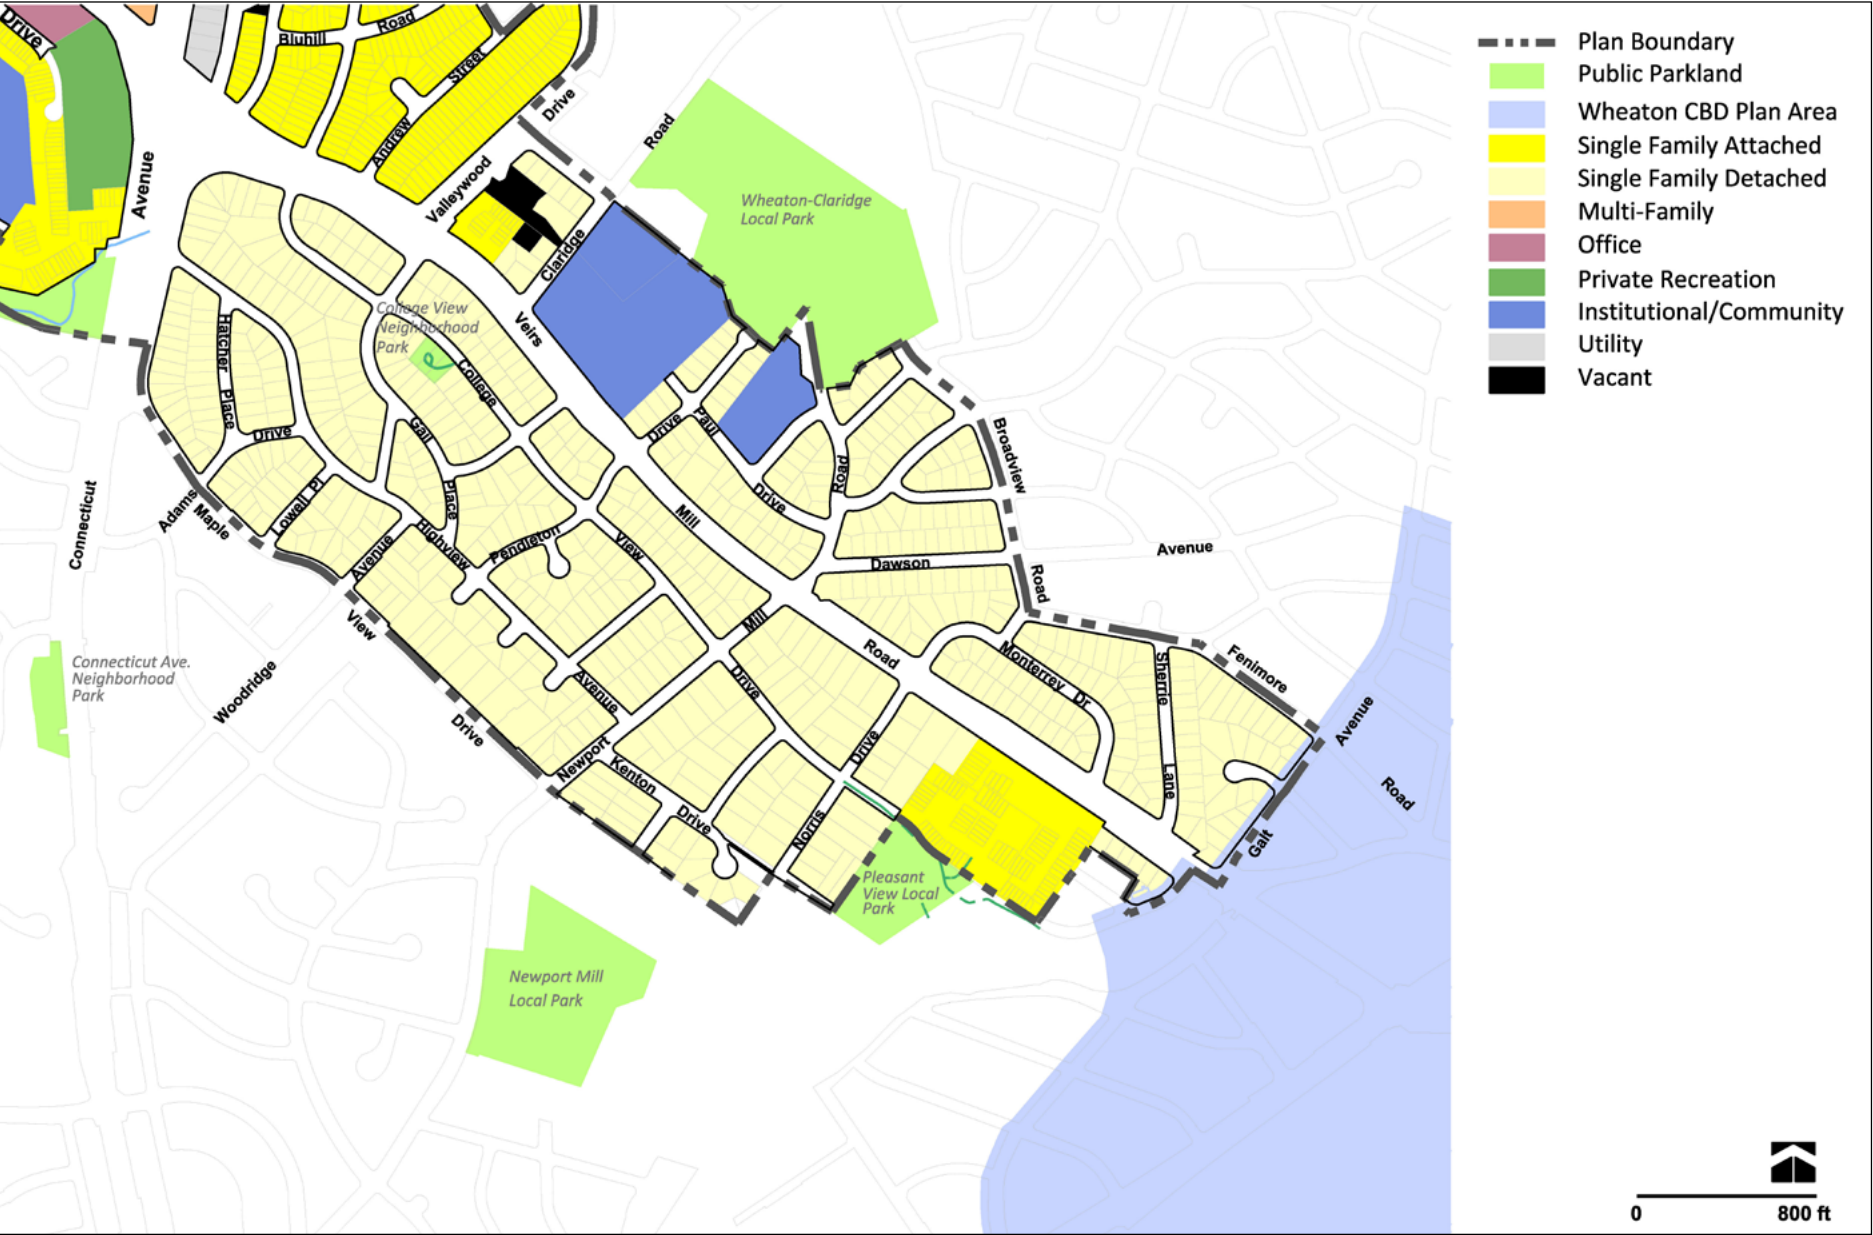 Plan Boundary
Public Parkland
Wheaton CBD Plan Area
Single Family Attached
Single Family Detached
Multi-Family
Office
Private Recreation
Institutional/Community
Utility
Vacant
Drive
Bluhill
Road
Street
Andrew
Drive
Avenue
Valleywood
Road
Wheaton-Claridge
Local Park
Claridge
Veirs
College View
Neighborhood
Park
Hatcher
Place
College
Drive
Gail
Place
Drive
Paul
Road
Drive
Broadview
Connecticut
Adams
Maple
Lowell Pl
Avenue
Highview
Pendleton
View
Mill
Dawson
Avenue
Road
View
Mill
Road
Monterrey Dr
Sherrie
Lane
Fenimore
Avenue
Road
Connecticut Ave.
Neighborhood
Park
Woodridge
Drive
Avenue
Drive
Newport
Kenton
Drive
Drive
Norris
Galt
Pleasant
View Local
Park
Newport Mill
Local Park
0
800 ft